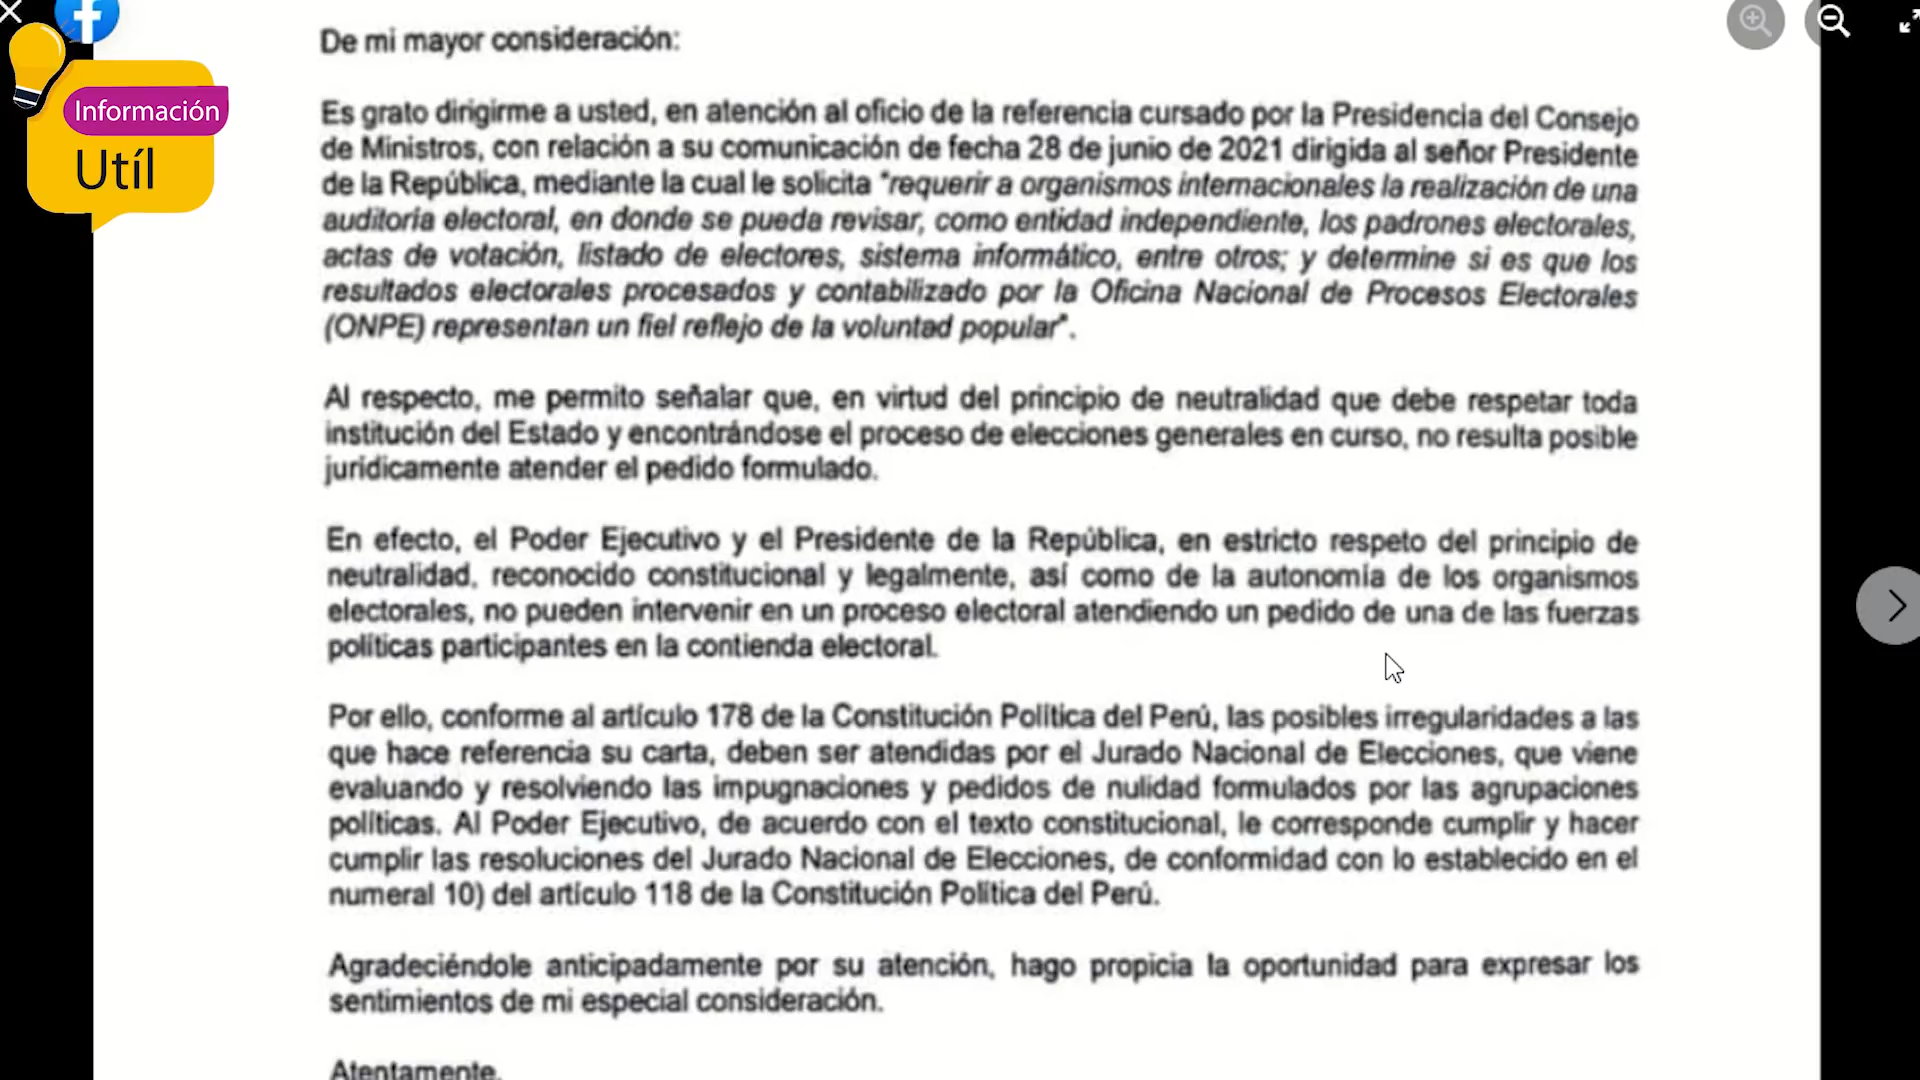 De mi mayor consideración:
Información
Utíl
Es grato dirigirme a usted, en atención al oficio de la referencia cursado por la Presidencia del Consejo
de Ministros, con relación a su comunicación de fecha 28 de junio de 2021 dirigida al señor Presidente
de la República, mediante la cual le solicita "requerir a organismos internacionales la realización de una
auditoría electoral, en donde se pueda revisar, como entidad independiente, los padrones electorales,
actas de votación, listado de electores, sistema informático, entre otros; y determine si es que los
resultados electorales procesados y contabilizado por la Oficina Nacional de Procesos Electorales
(ONPE) representan un fiel reflejo de la voluntad popular".
Al respecto, me permito señalar que, en virtud del principio de neutralidad que debe respetar toda
institución del Estado y encontrándose el proceso de elecciones generales en curso, no resulta posible
jurídicamente atender el pedido formulado.
En efecto, el Poder Ejecutivo y el Presidente de la República, en estricto respeto del principio de
neutralidad, reconocido constitucional y legalmente, así como de la autonomía de los organismos
electorales, no pueden intervenir en un proceso electoral atendiendo un pedido de una de las fuerzas
políticas participantes en la contienda electoral.
Por ello, conforme al artículo 178 de la Constitución Política del Perú, las posibles irregularidades a las
que hace referencia su carta, deben ser atendidas por el Jurado Nacional de Elecciones, que viene
evaluando y resolviendo las impugnaciones y pedidos de nulidad formulados por las agrupaciones
políticas. Al Poder Ejecutivo, de acuerdo con el texto constitucional, le corresponde cumplir y hacer
cumplir las resoluciones del Jurado Nacional de Elecciones, de conformidad con lo establecido en el
numeral 10) del artículo 118 de la Constitución Política del Perú.
Agradeciéndole anticipadamente por su atención, hago propicia la oportunidad para expresar los
sentimientos de mi especial consideración.
Atentamente,